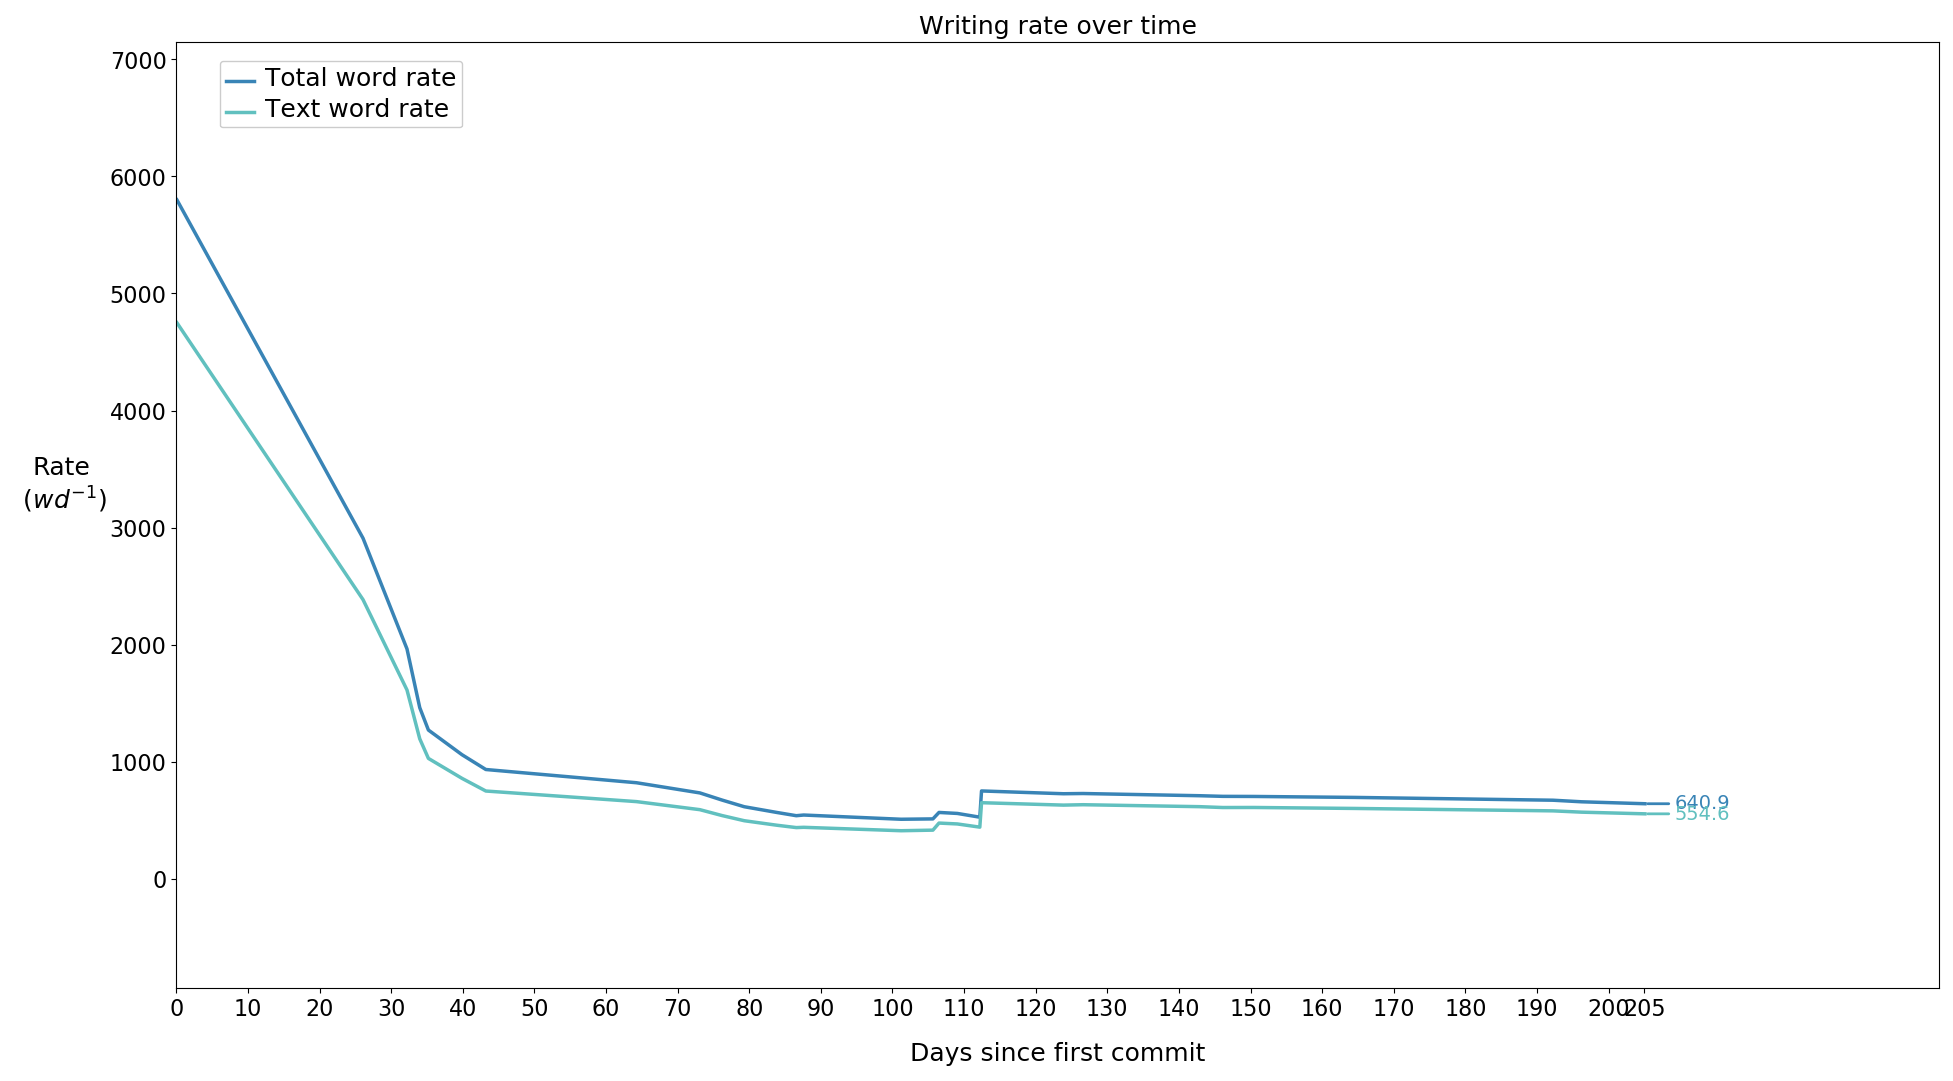 Writing rate over time
Total word rate
Text word rate
7000
6000
5000
4000
3000
2000
1000
0
Rate
(wd⁻¹)
640.9
554.6
0 10 20 30 40 50 60 70 80 90 100 110 120 130 140 150 160 170 180 190 200 205
Days since first commit